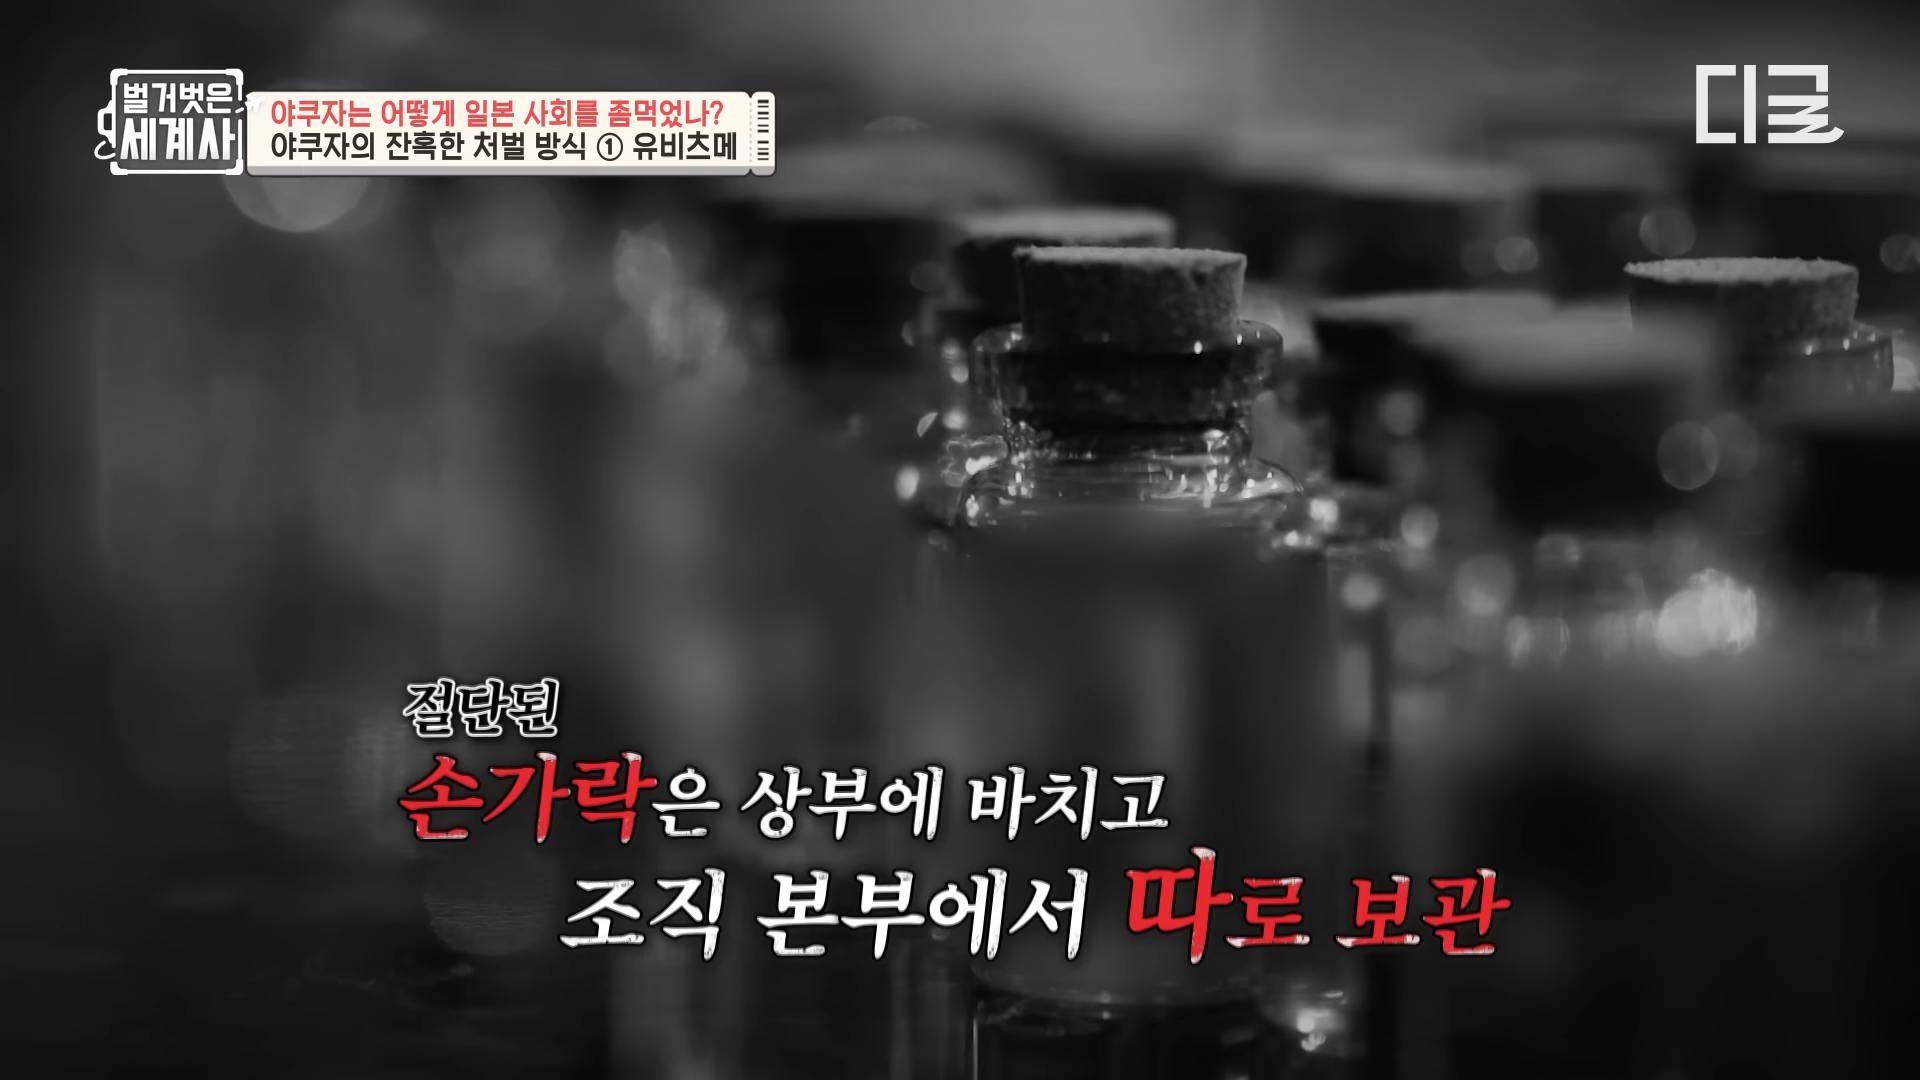 벌거벗은
세계사
야쿠자는 어떻게 일본 사회를 좀먹었나?
야쿠자의 잔혹한 처벌 방식 ① 유비츠메
디글
절단된
손가락은 상부에 바치고
조직 본부에서 따로 보관